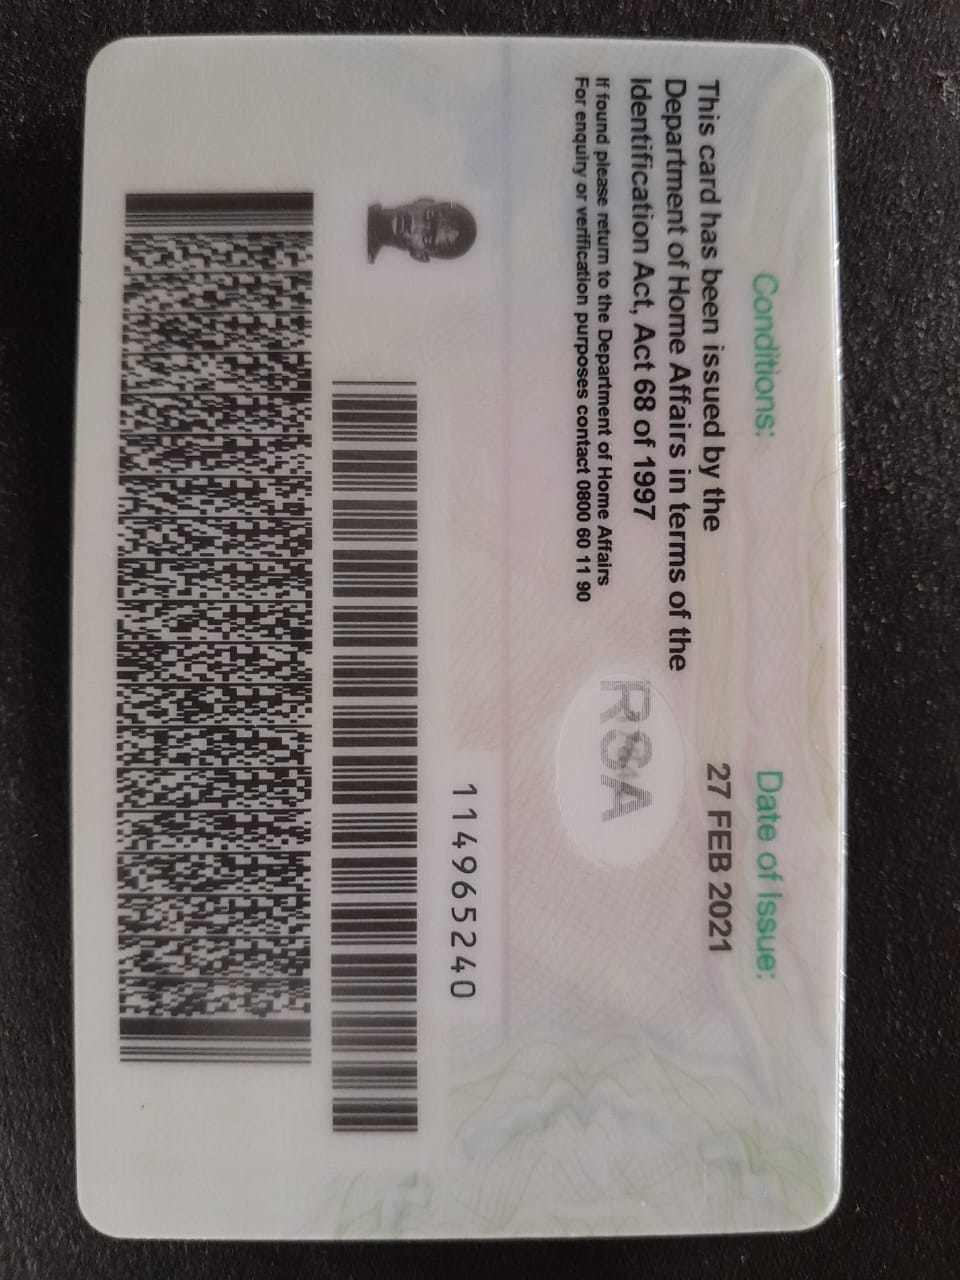 Conditions:
This card has been issued by the
Department of Home Affairs in terms of the
Identification Act, Act 68 of 1997
If found please return to the Department of Home Affairs
For enquiry or verification purposes contact 0800 60 11 90
Date of Issue:
27 FEB 2021
RSA
114965240